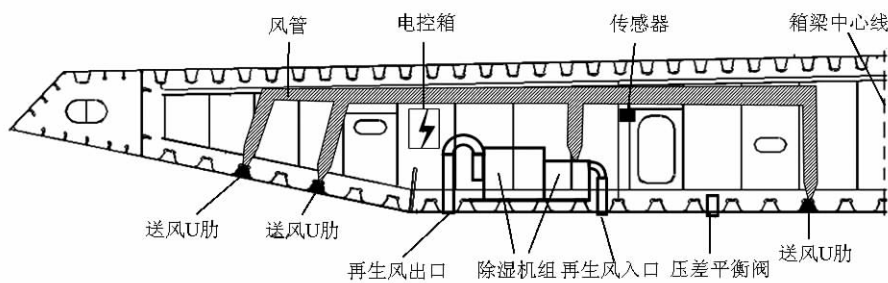 风管
电控箱
传感器
箱梁中心线
送风U肋
送风U肋
再生风出口
除湿机组
再生风入口
压差平衡阀
送风U肋